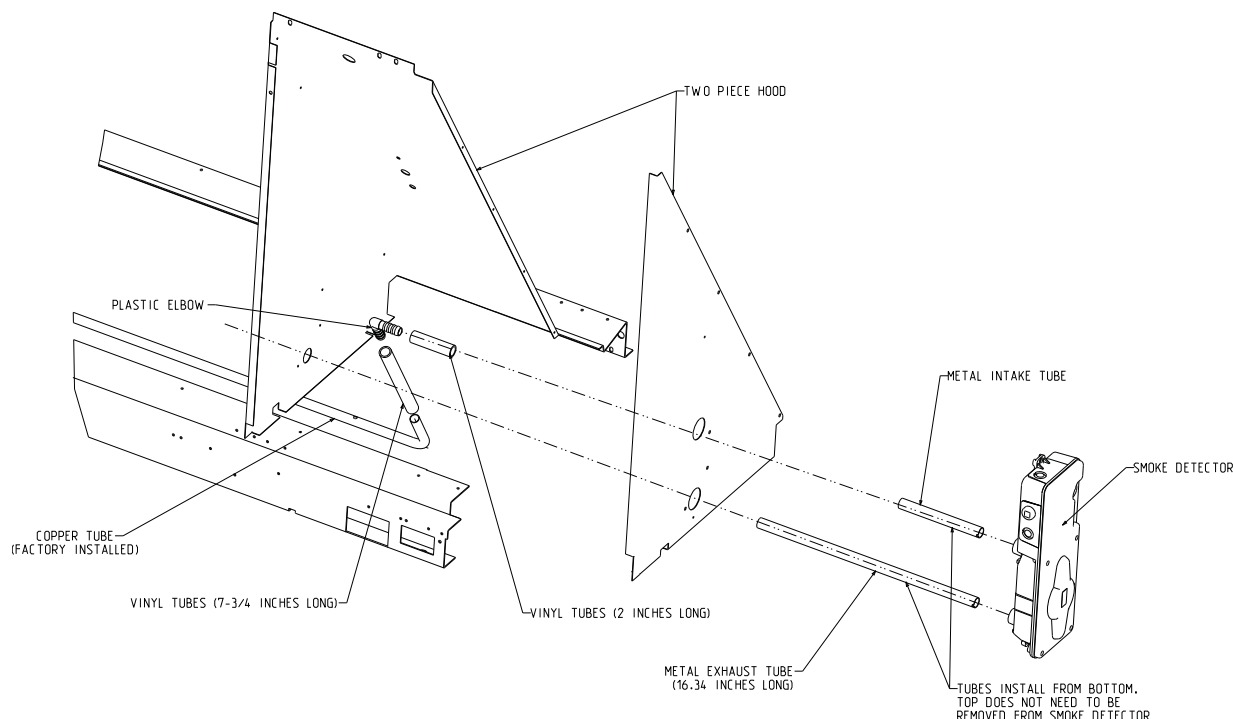 TWO PIECE HOOD
PLASTIC ELBOW
METAL INTAKE TUBE
SMOKE DETECTOR
COPPER TUBE
(FACTORY INSTALLED)
VINYL TUBES (7-3/4 INCHES LONG)
VINYL TUBES (2 INCHES LONG)
METAL EXHAUST TUBE
(16.34 INCHES LONG)
TUBES INSTALL FROM BOTTOM.
TOP DOES NOT NEED TO BE
REMOVED FROM SMOKE DETECTOR